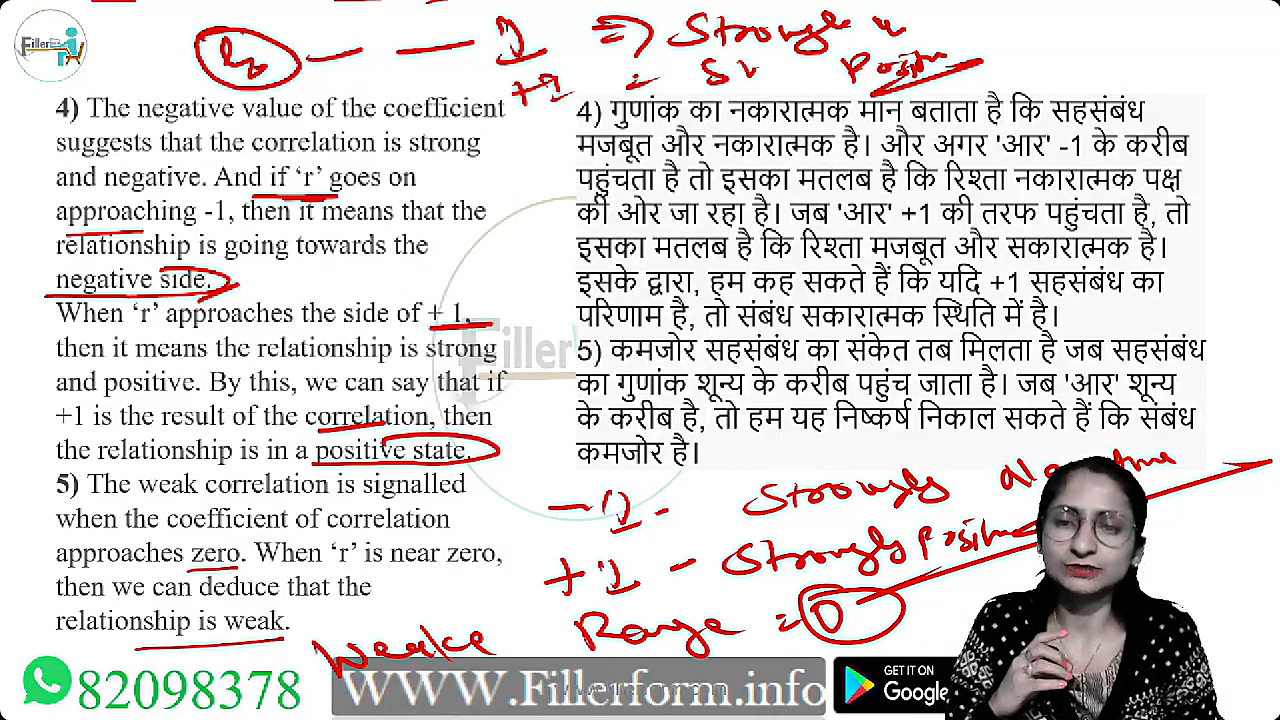 Filler
⇒ Strongly
+1 = Positive
4) The negative value of the coefficient
suggests that the correlation is strong
and negative. And if ‘r’ goes on
approaching -1, then it means that the
relationship is going towards the
negative side.
When ‘r’ approaches the side of + 1,
then it means the relationship is strong
and positive. By this, we can say that if
+1 is the result of the correlation, then
the relationship is in a positive state.
5) The weak correlation is signalled
when the coefficient of correlation
approaches zero. When ‘r’ is near zero,
then we can deduce that the
relationship is weak.
4) गुणांक का नकारात्मक मान बताता है कि सहसंबंध
मजबूत और नकारात्मक है। और अगर 'आर' -1 के करीब
पहुंचता है तो इसका मतलब है कि रिश्ता नकारात्मक पक्ष
की ओर जा रहा है। जब 'आर' +1 की तरफ पहुंचता है, तो
इसका मतलब है कि रिश्ता मजबूत और सकारात्मक है।
इसके द्वारा, हम कह सकते हैं कि यदि +1 सहसंबंध का
परिणाम है, तो संबंध सकारात्मक स्थिति में है।
5) कमजोर सहसंबंध का संकेत तब मिलता है जब सहसंबंध
का गुणांक शून्य के करीब पहुंच जाता है। जब 'आर' शून्य
के करीब है, तो हम यह निष्कर्ष निकाल सकते हैं कि संबंध
कमजोर है।
Filler
-1 - Strongly
+1 - Strongly Positive
Weake Range = 0
82098378
www.Fillerform.info
GET IT ON
Google